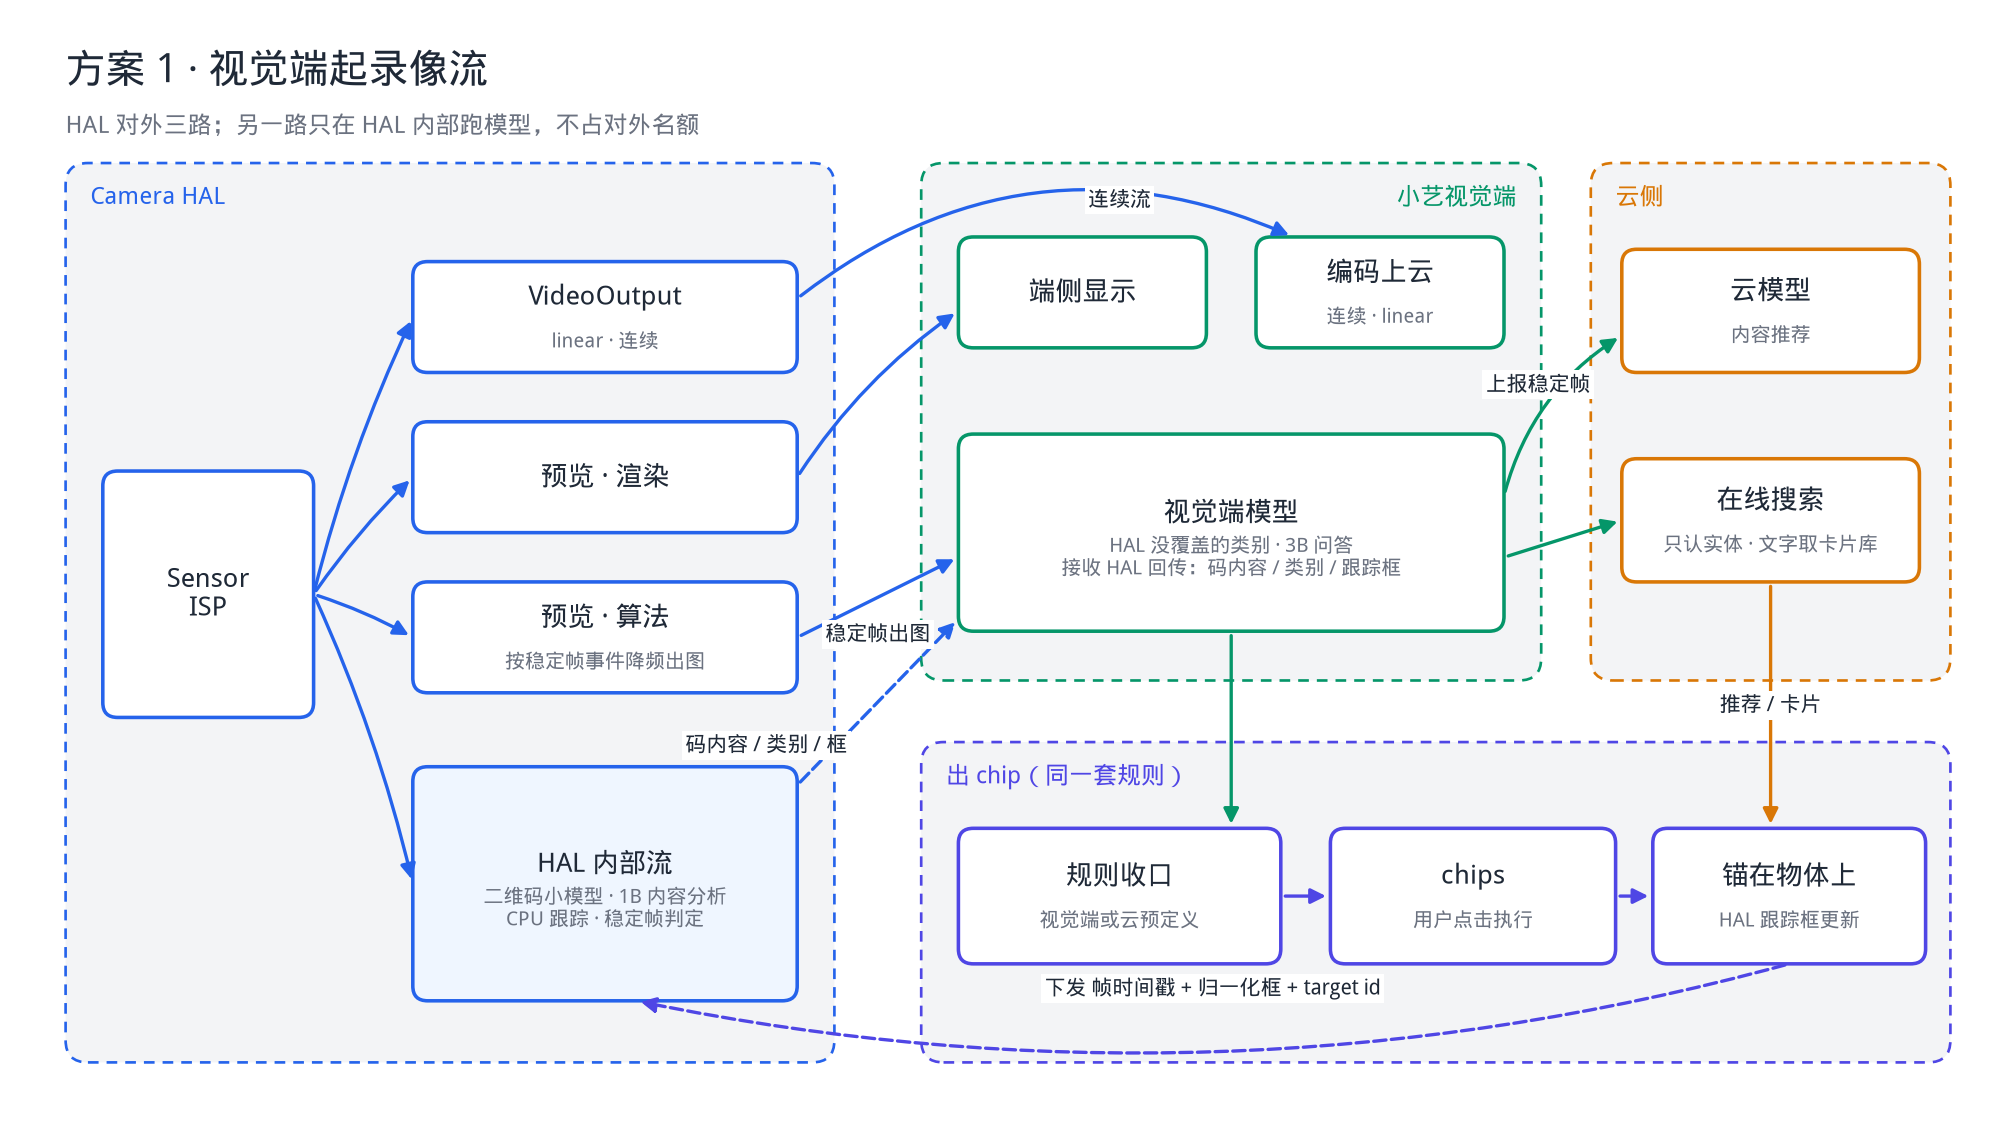 方案 1 · 视觉端起录像流
HAL 对外三路；另一路只在 HAL 内部跑模型，不占对外名额
Camera HAL
Sensor
ISP
VideoOutput
linear · 连续
预览 · 渲染
预览 · 算法
按稳定帧事件降频出图
HAL 内部流
二维码小模型 · 1B 内容分析
CPU 跟踪 · 稳定帧判定
连续流
稳定帧出图
码内容 / 类别 / 框
小艺视觉端
端侧显示
编码上云
连续 · linear
视觉端模型
HAL 没覆盖的类别 · 3B 问答
接收 HAL 回传：码内容 / 类别 / 跟踪框
上报稳定帧
云侧
云模型
内容推荐
在线搜索
只认实体 · 文字取卡片库
推荐 / 卡片
出 chip（同一套规则）
规则收口
视觉端或云预定义
chips
用户点击执行
锚在物体上
HAL 跟踪框更新
下发 帧时间戳 + 归一化框 + target id